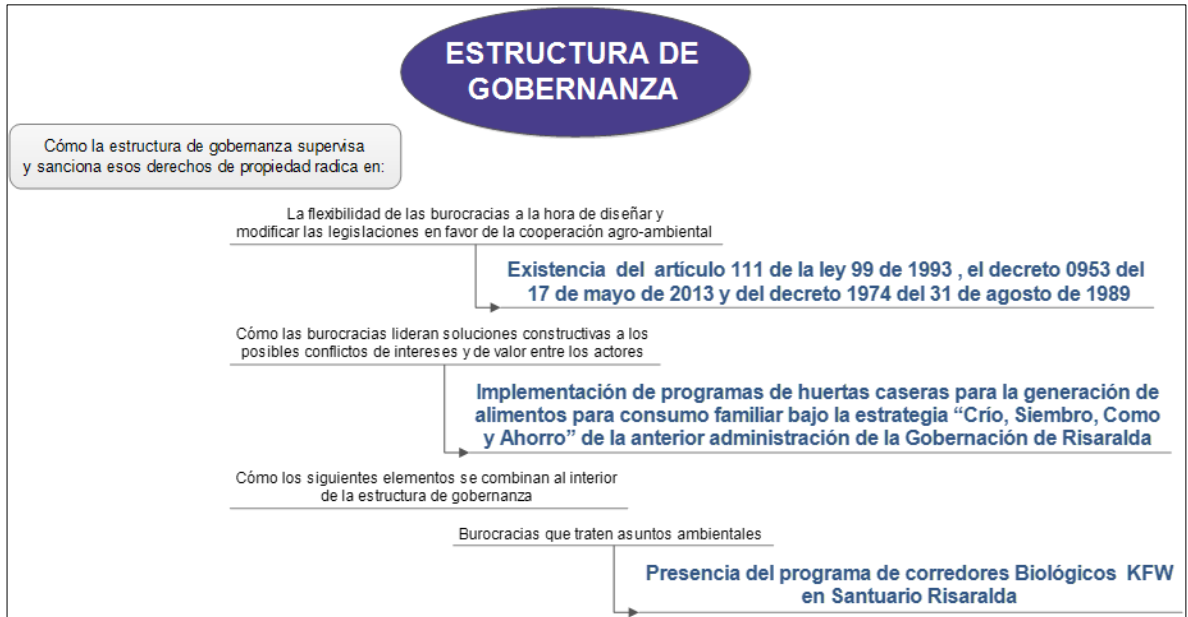 ESTRUCTURA DE
GOBERNANZA
Cómo la estructura de gobernanza supervisa
y sanciona esos derechos de propiedad radica en:
La flexibilidad de las burocracias a la hora de diseñar y
modificar las legislaciones en favor de la cooperación agro-ambiental
Existencia del artículo 111 de la ley 99 de 1993 , el decreto 0953 del
17 de mayo de 2013 y del decreto 1974 del 31 de agosto de 1989
Cómo las burocracias lideran soluciones constructivas a los
posibles conflictos de intereses y de valor entre los actores
Implementación de programas de huertas caseras para la generación de
alimentos para consumo familiar bajo la estrategia “Crío, Siembro, Como
y Ahorro” de la anterior administración de la Gobernación de Risaralda
Cómo los siguientes elementos se combinan al interior
de la estructura de gobernanza
Burocracias que traten asuntos ambientales
Presencia del programa de corredores Biológicos KFW
en Santuario Risaralda